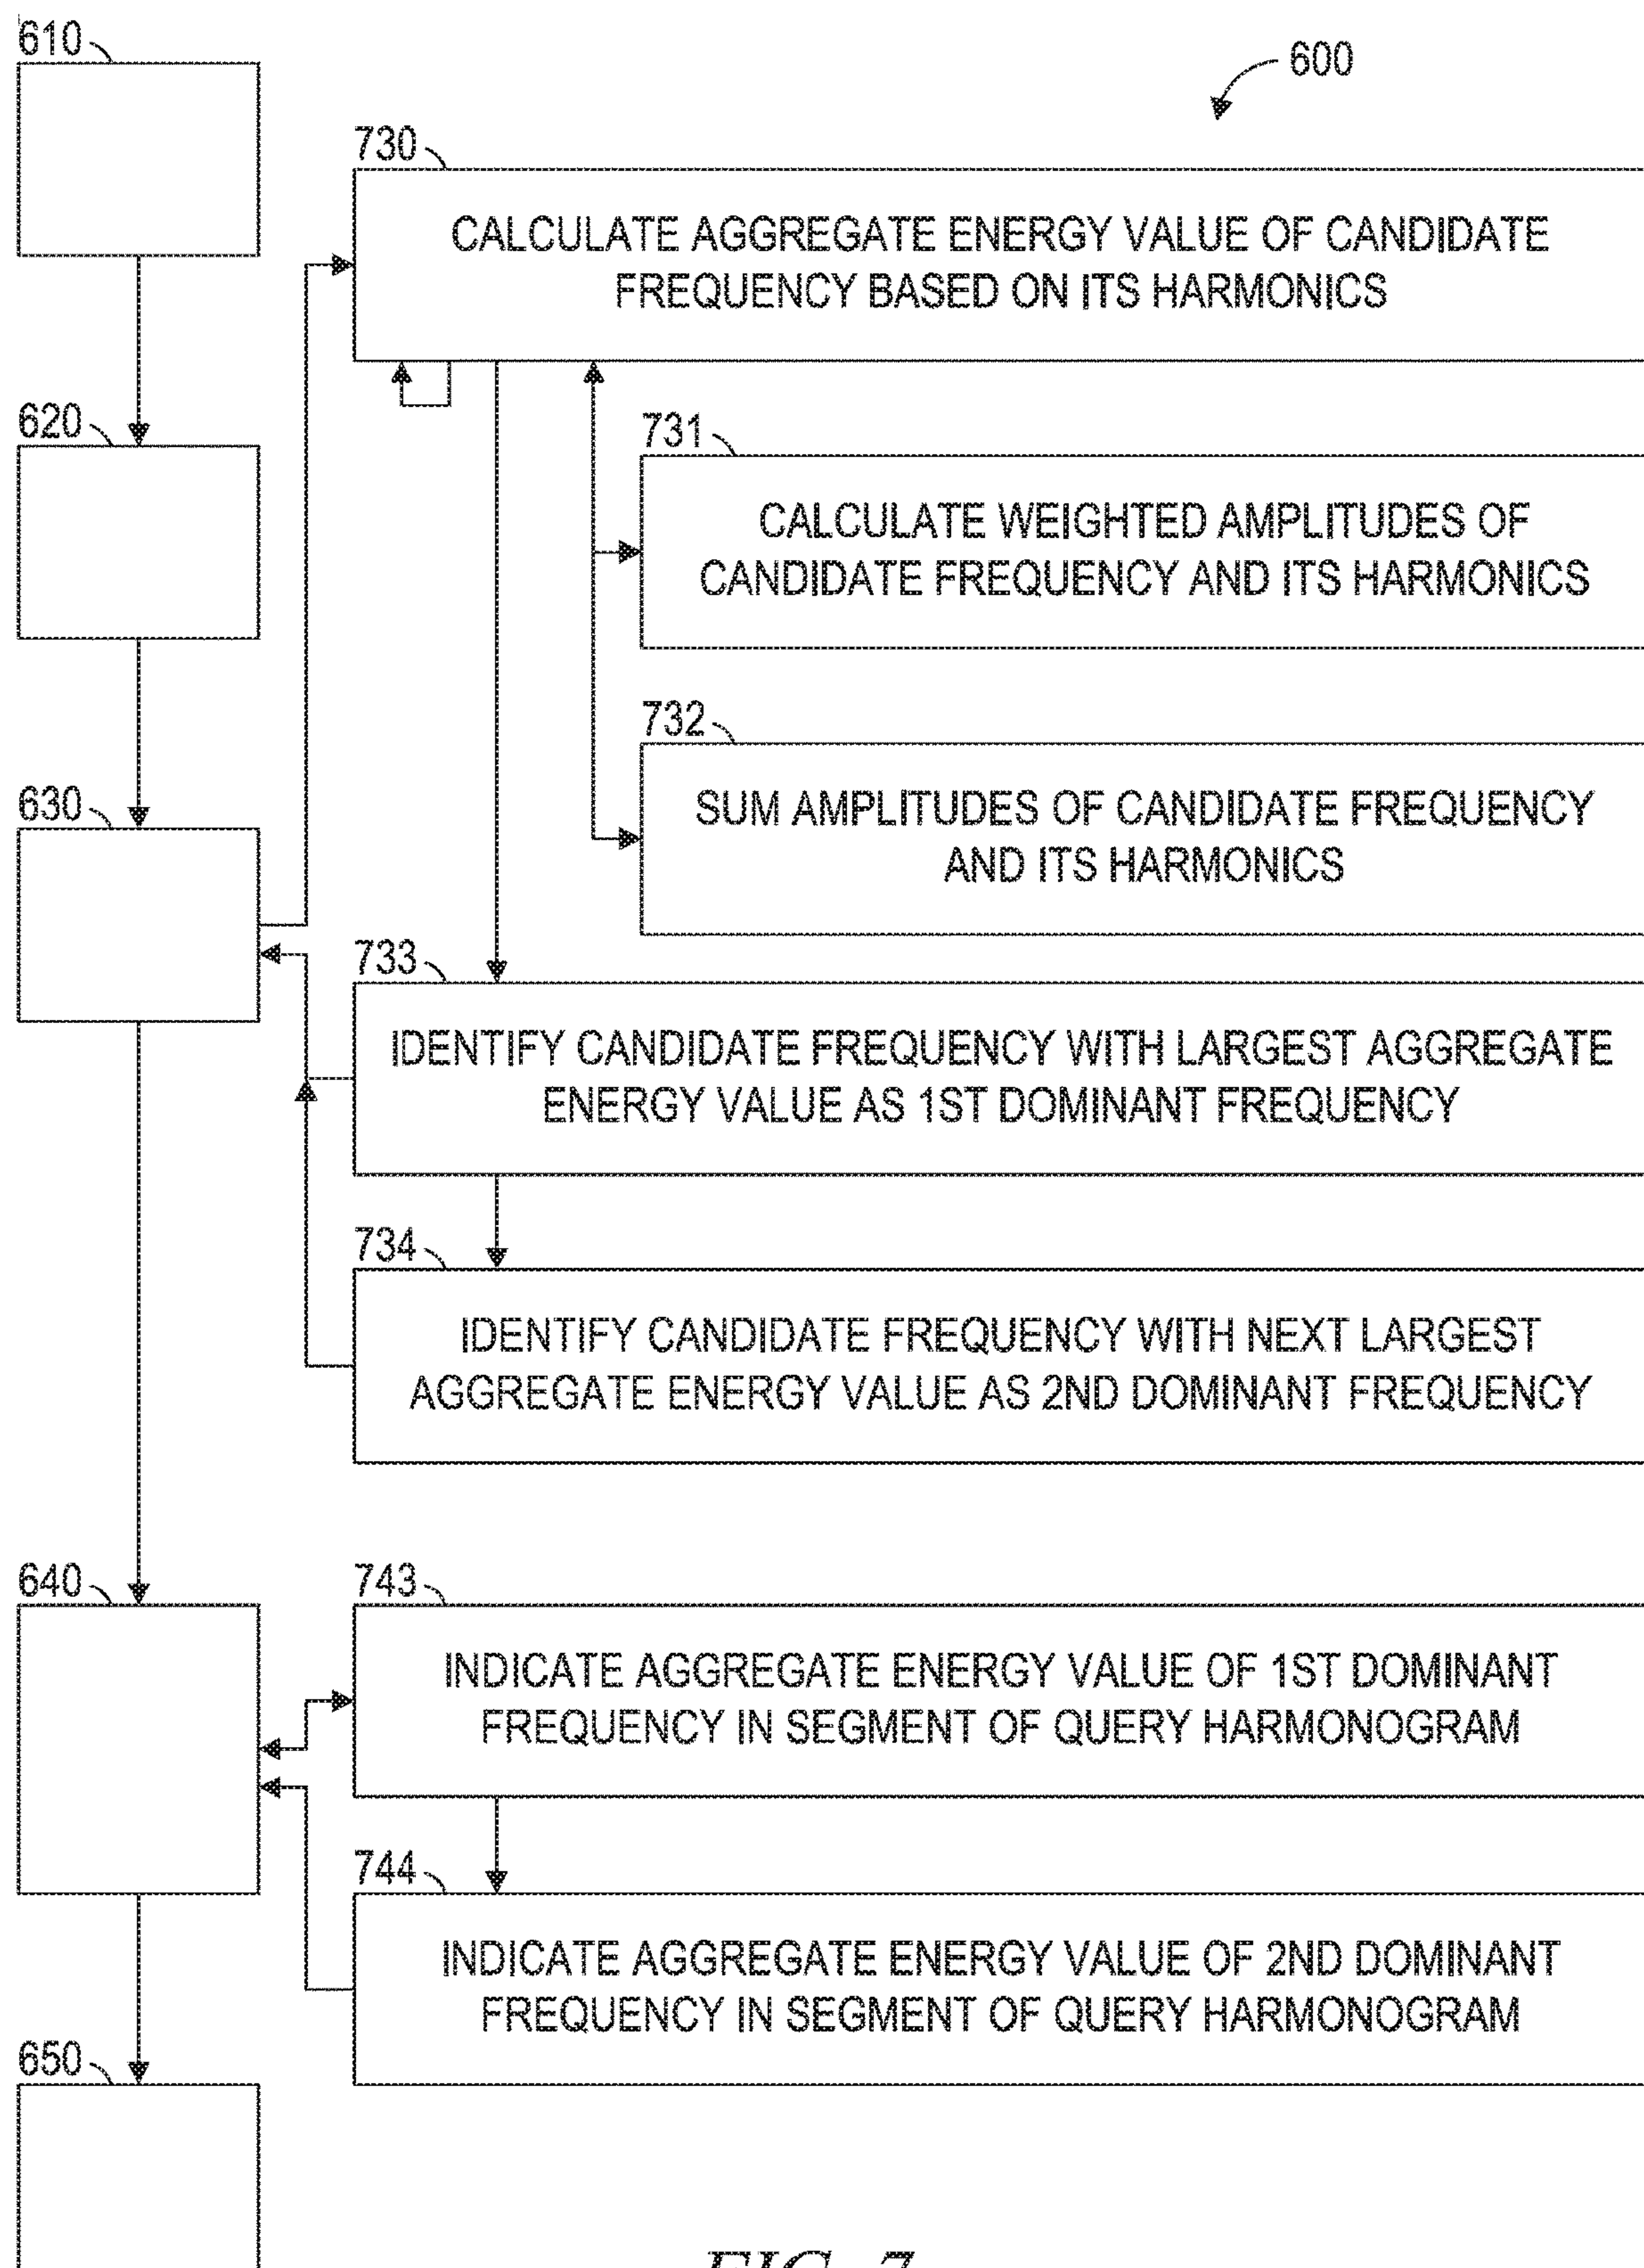 610
600
730
CALCULATE AGGREGATE ENERGY VALUE OF CANDIDATE
FREQUENCY BASED ON ITS HARMONICS
620
731
CALCULATE WEIGHTED AMPLITUDES OF
CANDIDATE FREQUENCY AND ITS HARMONICS
732
SUM AMPLITUDES OF CANDIDATE FREQUENCY
AND ITS HARMONICS
630
733
IDENTIFY CANDIDATE FREQUENCY WITH LARGEST AGGREGATE
ENERGY VALUE AS 1ST DOMINANT FREQUENCY
734
IDENTIFY CANDIDATE FREQUENCY WITH NEXT LARGEST
AGGREGATE ENERGY VALUE AS 2ND DOMINANT FREQUENCY
640
743
INDICATE AGGREGATE ENERGY VALUE OF 1ST DOMINANT
FREQUENCY IN SEGMENT OF QUERY HARMONOGRAM
744
INDICATE AGGREGATE ENERGY VALUE OF 2ND DOMINANT
FREQUENCY IN SEGMENT OF QUERY HARMONOGRAM
650
FIG. 7